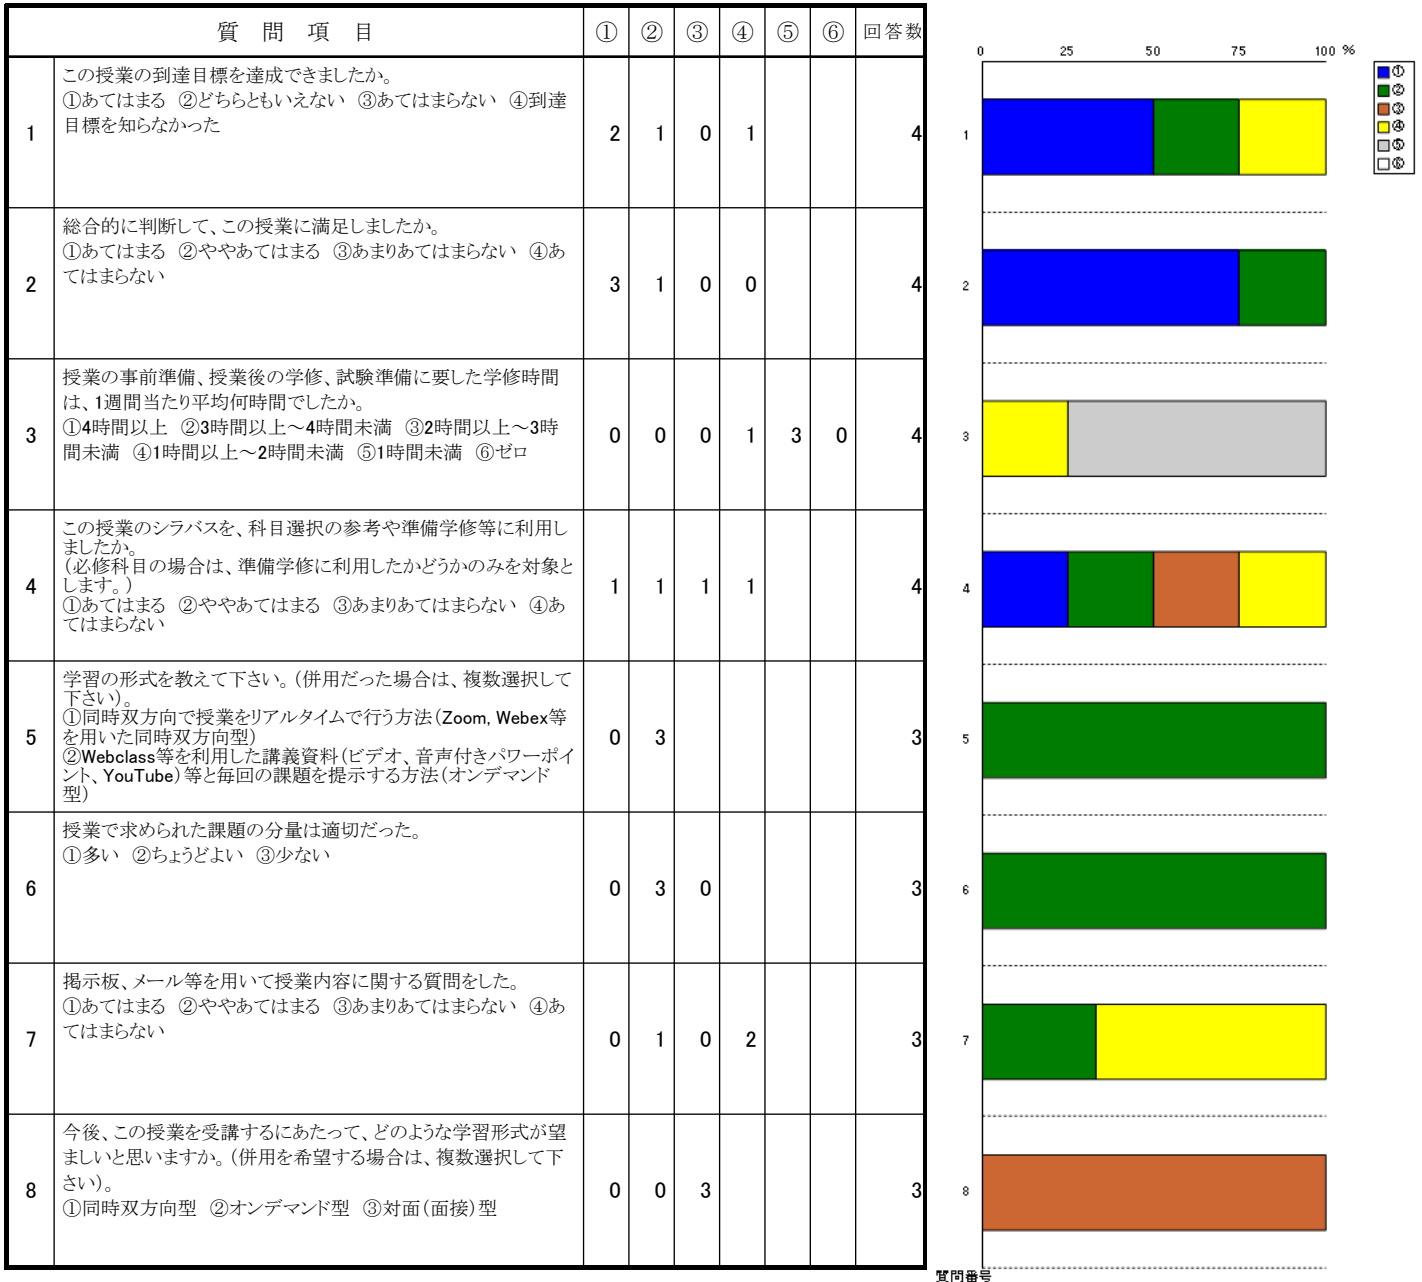 質 問 項 目 ① ② ③ ④ ⑤ ⑥ 回答数
1
この授業の到達目標を達成できましたか。
①あてはまる ②どちらともいえない ③あてはまらない ④到達
目標を知らなかった
2 1 0 1 4
2
総合的に判断して、この授業に満足しましたか。
①あてはまる ②ややあてはまる ③あまりあてはまらない ④あ
てはまらない
3 1 0 0 4
3
授業の事前準備、授業後の学修、試験準備に要した学修時間
は、1週間当たり平均何時間でしたか。
①4時間以上 ②3時間以上～4時間未満 ③2時間以上～3時
間未満 ④1時間以上～2時間未満 ⑤1時間未満 ⑥ゼロ
0 0 0 1 3 0 4
4
この授業のシラバスを、科目選択の参考や準備学修等に利用し
ましたか。
(必修科目の場合は、準備学修に利用したかどうかのみを対象と
します。)
①あてはまる ②ややあてはまる ③あまりあてはまらない ④あ
てはまらない
1 1 1 1 4
5
学習の形式を教えて下さい。(併用だった場合は、複数選択して
下さい)。
①同時双方向で授業をリアルタイムで行う方法(Zoom, Webex等
を用いた同時双方向型)
②Webclass等を利用した講義資料(ビデオ、音声付きパワーポイ
ント、YouTube)等と毎回の課題を提示する方法(オンデマンド
型)
0 3 3
6
授業で求められた課題の分量は適切だった。
①多い ②ちょうどよい ③少ない
0 3 0 3
7
掲示板、メール等を用いて授業内容に関する質問をした。
①あてはまる ②ややあてはまる ③あまりあてはまらない ④あ
てはまらない
0 1 0 2 3
8
今後、この授業を受講するにあたって、どのような学習形式が望
ましいと思いますか。(併用を希望する場合は、複数選択して下
さい)。
①同時双方向型 ②オンデマンド型 ③対面(面接)型
0 0 3 3
0 25 50 75 100 %
1
2
3
4
5
6
7
8
質問番号
①
②
③
④
⑤
⑥